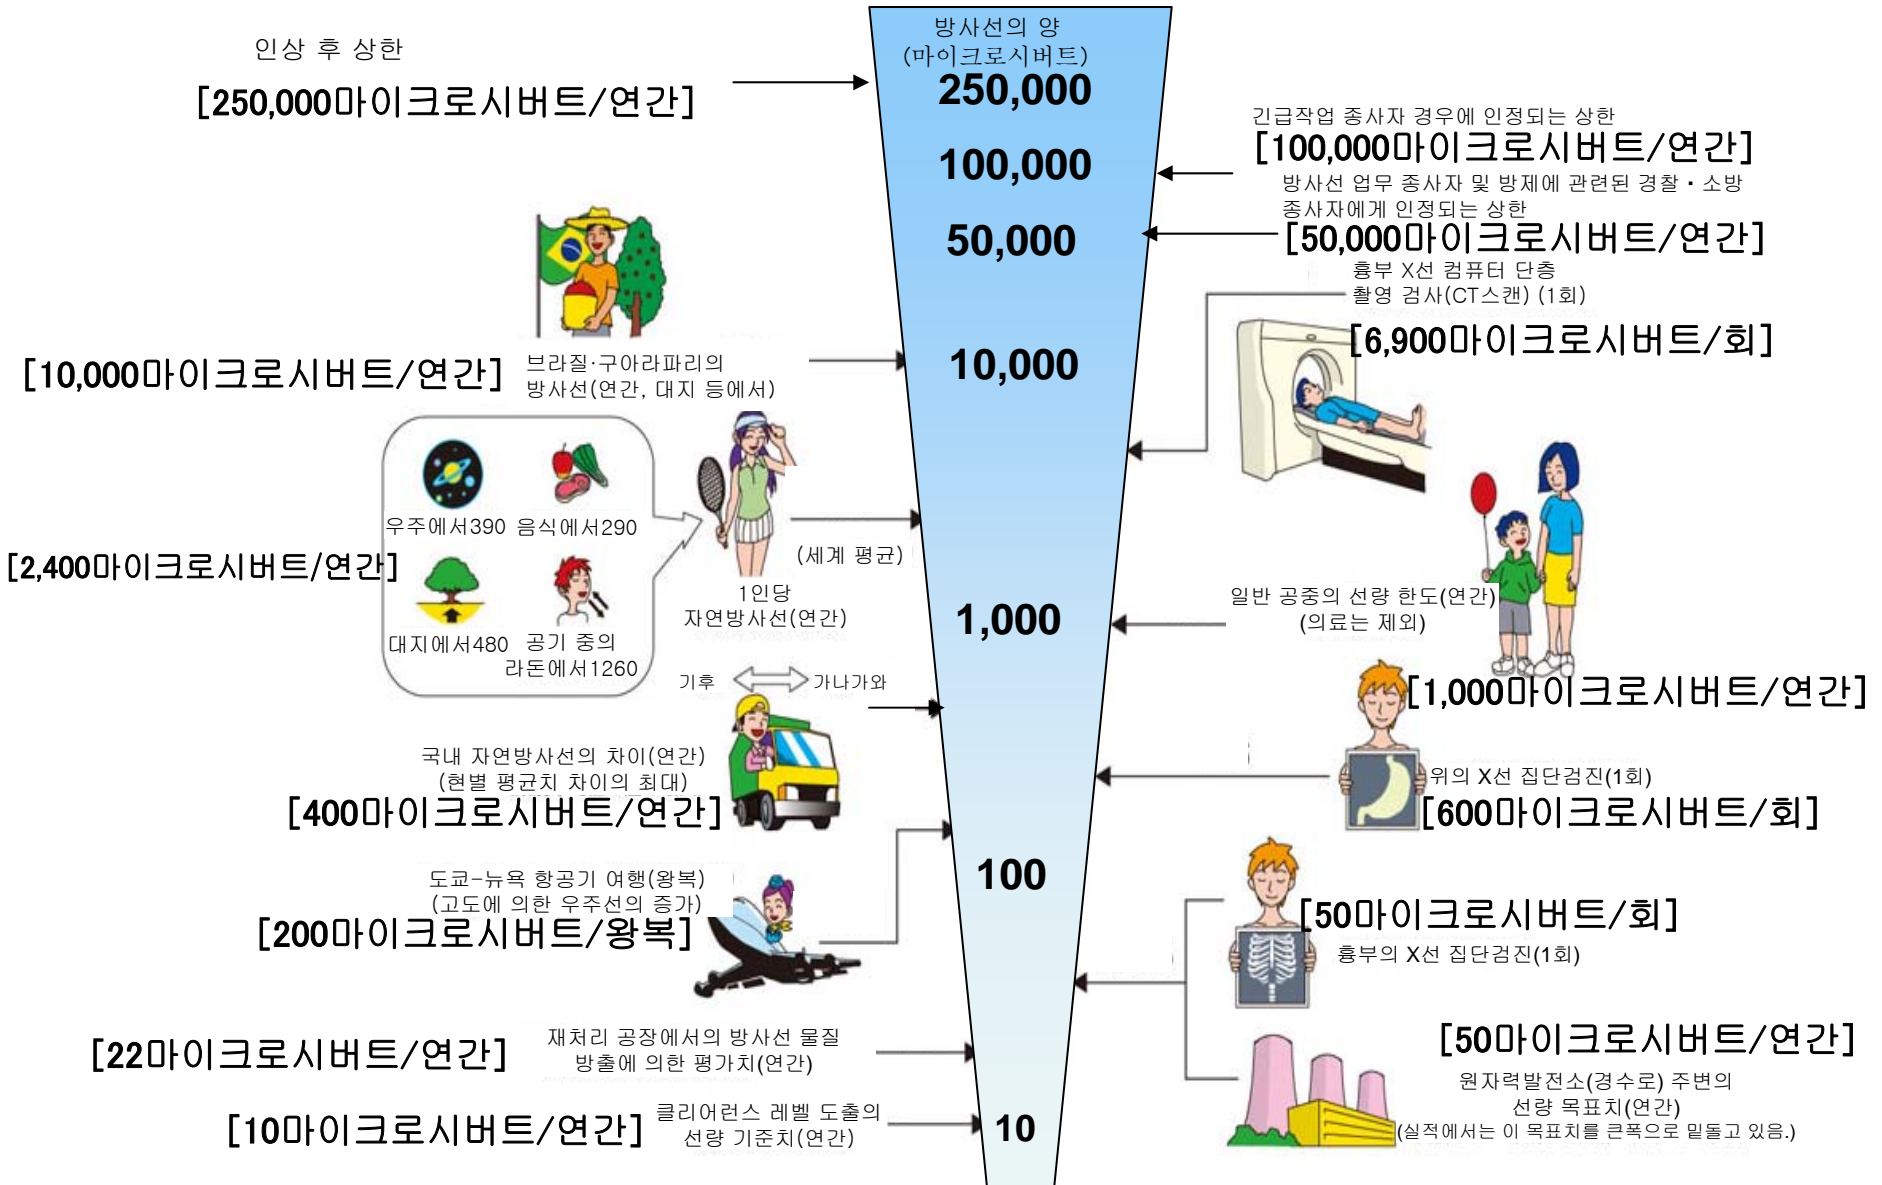 방사선의 양
(마이크로시버트)
250,000
100,000
50,000
10,000
1,000
100
10
인상 후 상한
[250,000마이크로시버트/연간]
[10,000마이크로시버트/연간]
브라질·구아라파리의
방사선(연간, 대지 등에서)
우주에서390 음식에서290
[2,400마이크로시버트/연간]
대지에서480
공기 중의
라돈에서1260
(세계 평균)
1인당
자연방사선(연간)
기후
가나가와
국내 자연방사선의 차이(연간)
(현별 평균치 차이의 최대)
[400마이크로시버트/연간]
도쿄-뉴욕 항공기 여행(왕복)
(고도에 의한 우주선의 증가)
[200마이크로시버트/왕복]
[22마이크로시버트/연간]
재처리 공장에서의 방사선 물질
방출에 의한 평가치(연간)
[10마이크로시버트/연간]
클리어런스 레벨 도출의
선량 기준치(연간)
긴급작업 종사자 경우에 인정되는 상한
[100,000마이크로시버트/연간]
방사선 업무 종사자 및 방제에 관련된 경찰・소방
종사자에게 인정되는 상한
[50,000마이크로시버트/연간]
흉부 X선 컴퓨터 단층
촬영 검사(CT스캔) (1회)
[6,900마이크로시버트/회]
일반 공중의 선량 한도(연간)
(의료는 제외)
[1,000마이크로시버트/연간]
위의 X선 집단검진(1회)
[600마이크로시버트/회]
[50마이크로시버트/회]
흉부의 X선 집단검진(1회)
[50마이크로시버트/연간]
원자력발전소(경수로) 주변의
선량 목표치(연간)
(실적에서는 이 목표치를 큰폭으로 밑돌고 있음.)